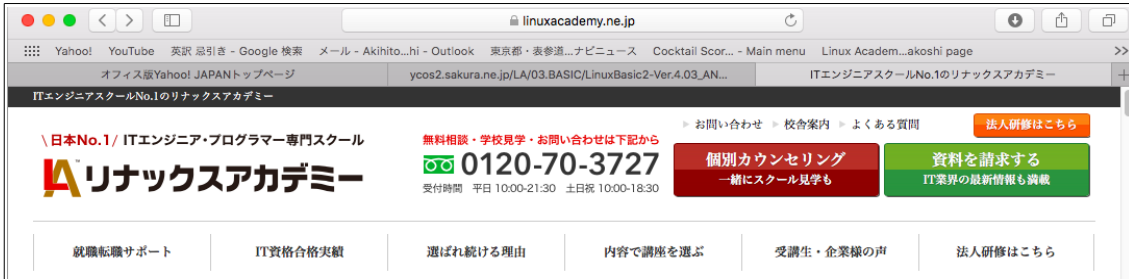 linuxacademy.ne.jp
Yahoo! YouTube 英訳 忌引き - Google 検索 メール - Akihito...hi - Outlook 東京都・表参道...ナビニュース Cocktail Scor... - Main menu Linux Academ...akoshi page >>
オフィス版Yahoo! JAPANトップページ ycos2.sakura.ne.jp/LA/03.BASIC/LinuxBasic2-Ver.4.03_AN... ITエンジニアスクールNo.1のリナックスアカデミー +
ITエンジニアスクールNo.1のリナックスアカデミー
お問い合わせ 校舎案内 よくある質問 法人研修はこちら
\日本No.1/ ITエンジニア・プログラマー専門スクール
LA™ リナックスアカデミー
無料相談・学校見学・お問い合わせは下記から
0120-70-3727
受付時間 平日 10:00-21:30 土日祝 10:00-18:30
個別カウンセリング
一緒にスクール見学も
資料を請求する
IT業界の最新情報も満載
就職転職サポート IT資格合格実績 選ばれ続ける理由 内容で講座を選ぶ 受講生・企業様の声 法人研修はこちら